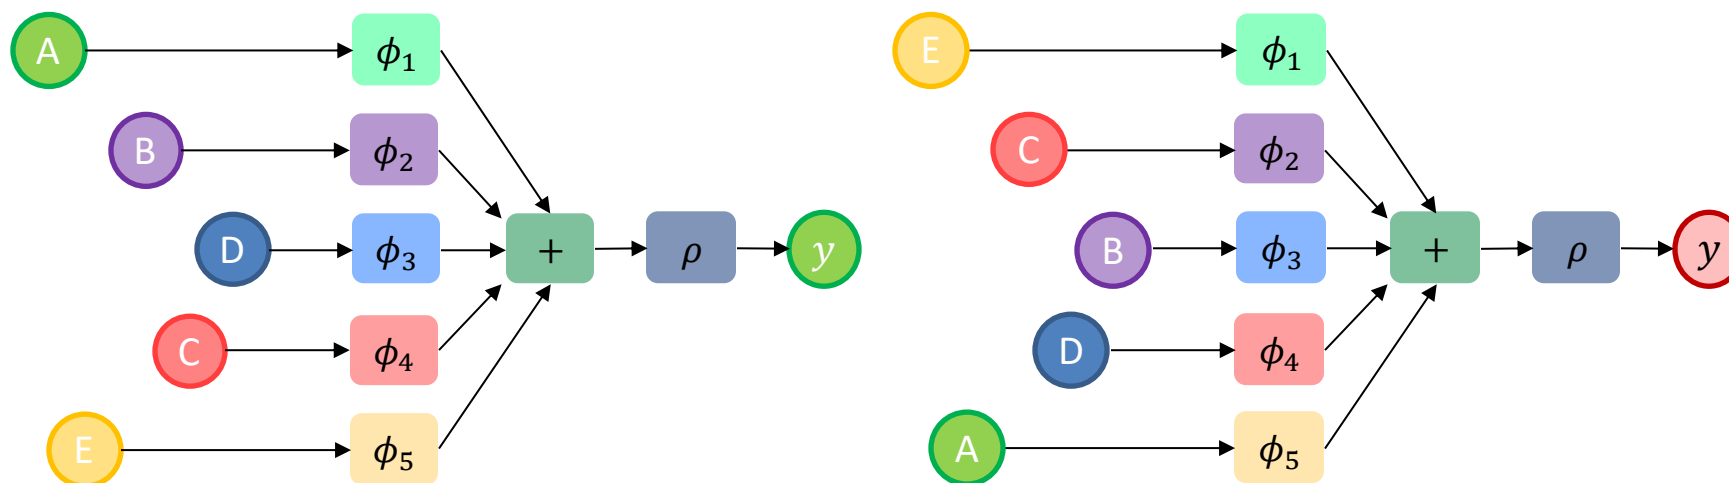 A ϕ₁ E ϕ₁
B ϕ₂ C ϕ₂
D ϕ₃ + ρ y B ϕ₃ + ρ y
C ϕ₄ D ϕ₄
E ϕ₅ A ϕ₅